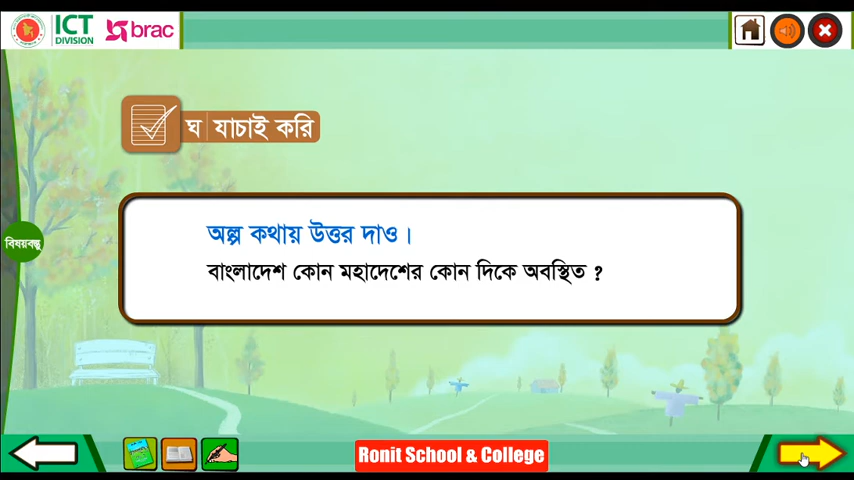 ICT
DIVISION
brac
ঘ যাচাই করি
অল্প কথায় উত্তর দাও।
বাংলাদেশ কোন মহাদেশের কোন দিকে অবস্থিত ?
বিষয়বস্তু
Ronit School & College